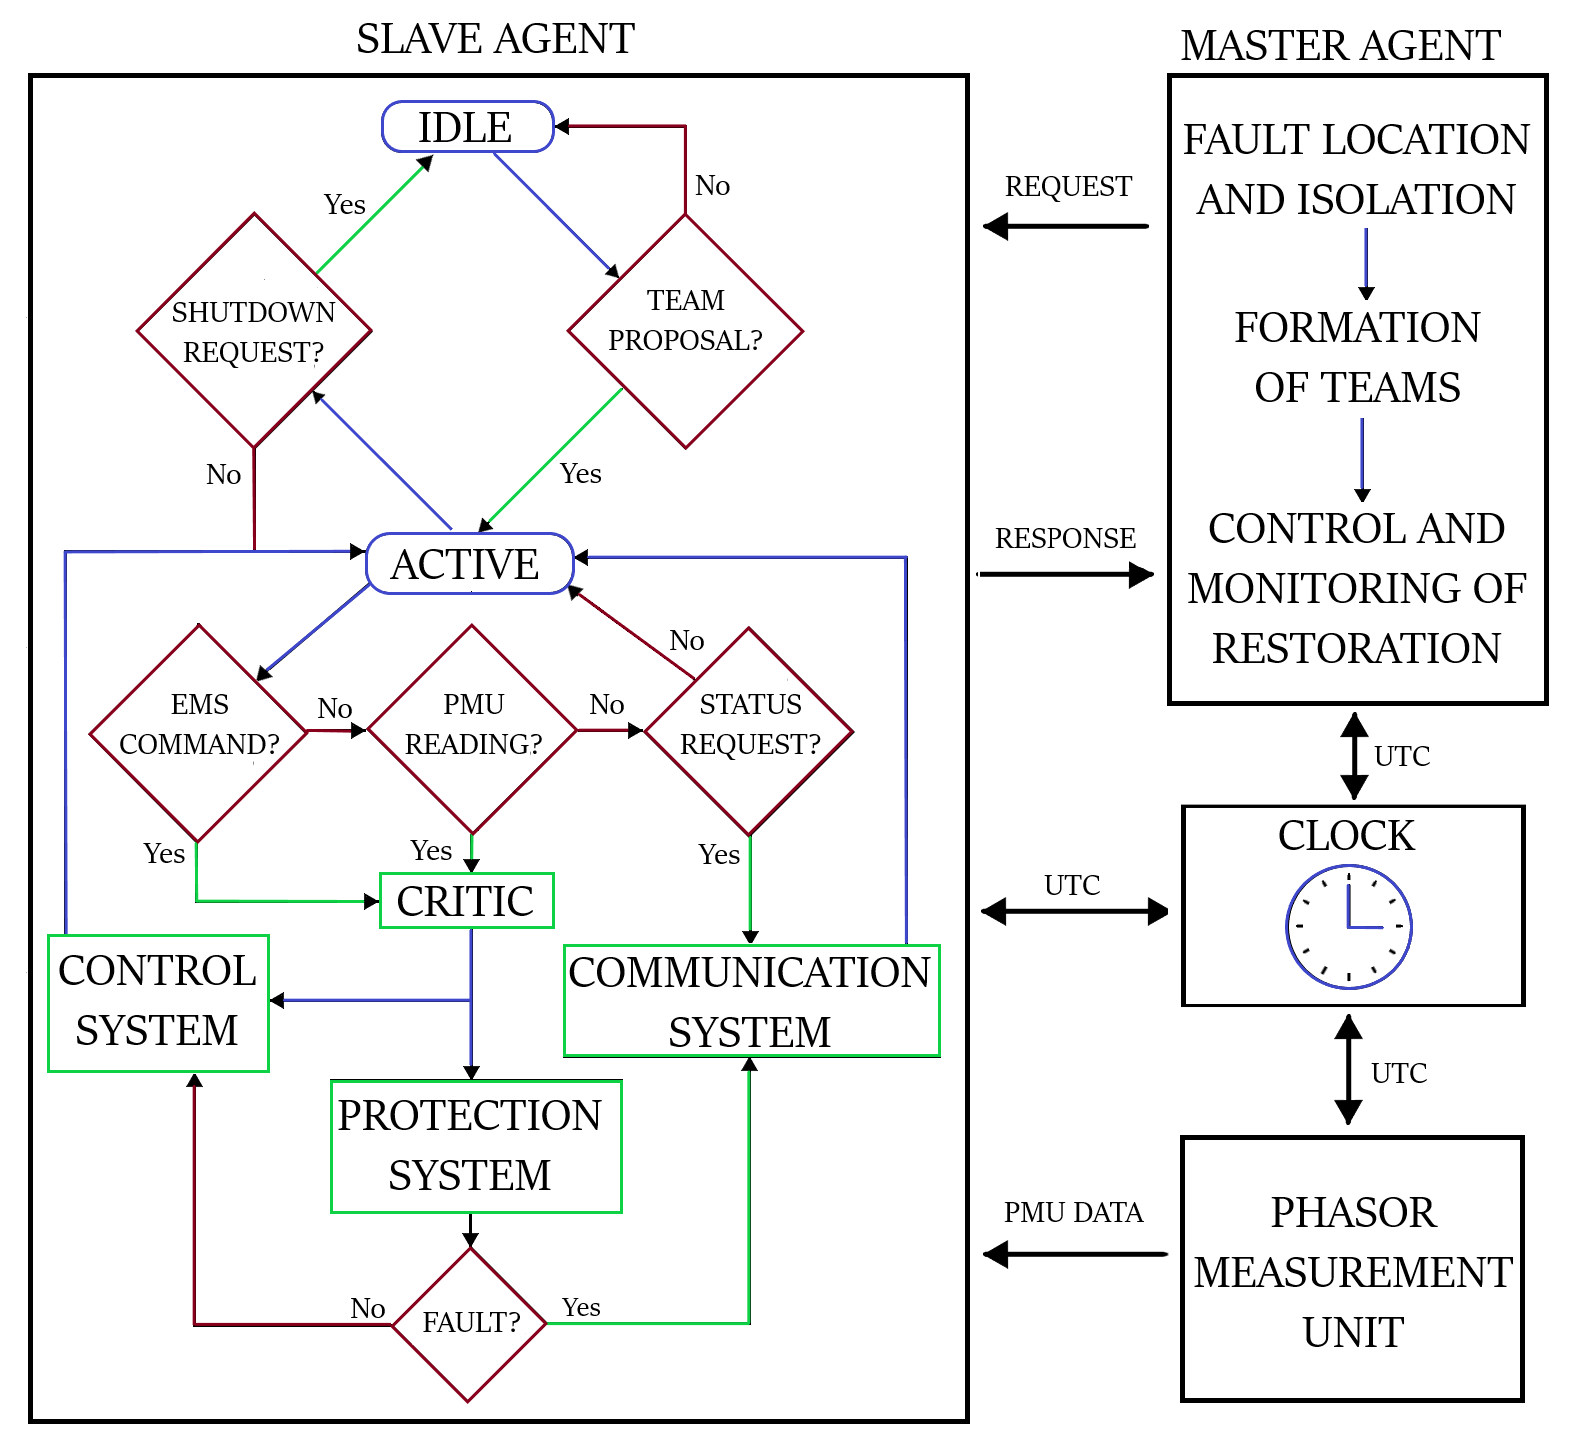 SLAVE AGENT
IDLE
No
Yes
SHUTDOWN
REQUEST?
TEAM
PROPOSAL?
No
Yes
ACTIVE
No
EMS
COMMAND?
No
PMU
READING?
No
STATUS
REQUEST?
Yes
Yes
Yes
CRITIC
CONTROL
SYSTEM
COMMUNICATION
SYSTEM
PROTECTION
SYSTEM
No
FAULT?
Yes
REQUEST
RESPONSE
UTC
PMU DATA
MASTER AGENT
FAULT LOCATION
AND ISOLATION
FORMATION
OF TEAMS
CONTROL AND
MONITORING OF
RESTORATION
UTC
CLOCK
UTC
PHASOR
MEASUREMENT
UNIT